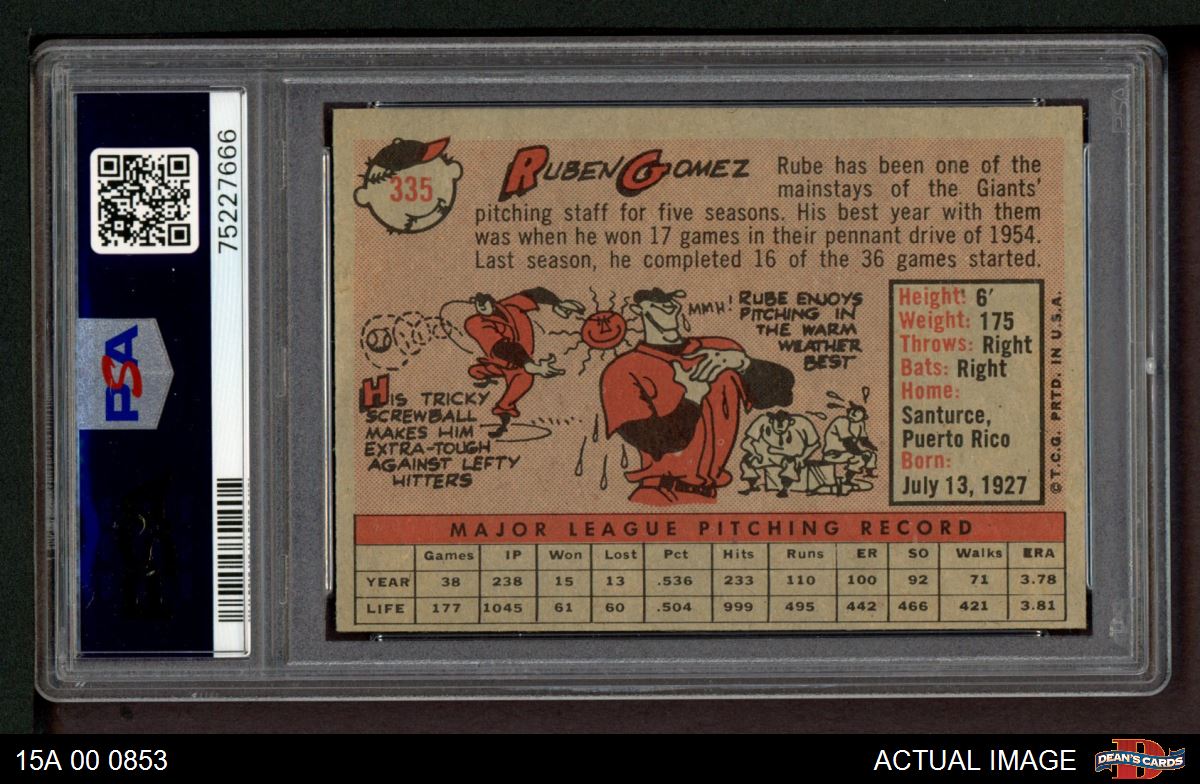 75227666
PSA
335
RUBEN GOMEZ
Rube has been one of the
mainstays of the Giants'
pitching staff for five seasons. His best year with them
was when he won 17 games in their pennant drive of 1954.
Last season, he completed 16 of the 36 games started.
HIS TRICKY
SCREWBALL
MAKES HIM
EXTRA-TOUGH
AGAINST LEFTY
HITTERS
MMH!
RUBE ENJOYS
PITCHING IN
THE WARM
WEATHER
BEST
Height: 6'
Weight: 175
Throws: Right
Bats: Right
Home:
Santurce,
Puerto Rico
Born:
July 13, 1927
© T.C.G. PRTD. IN U.S.A.
MAJOR LEAGUE PITCHING RECORD
Games IP Won Lost Pct Hits Runs ER SO Walks ERA
YEAR 38 238 15 13 .536 233 110 100 92 71 3.78
LIFE 177 1045 61 60 .504 999 495 442 466 421 3.81
PSA
15A 00 0853
ACTUAL IMAGE
D
DEAN'S CARDS